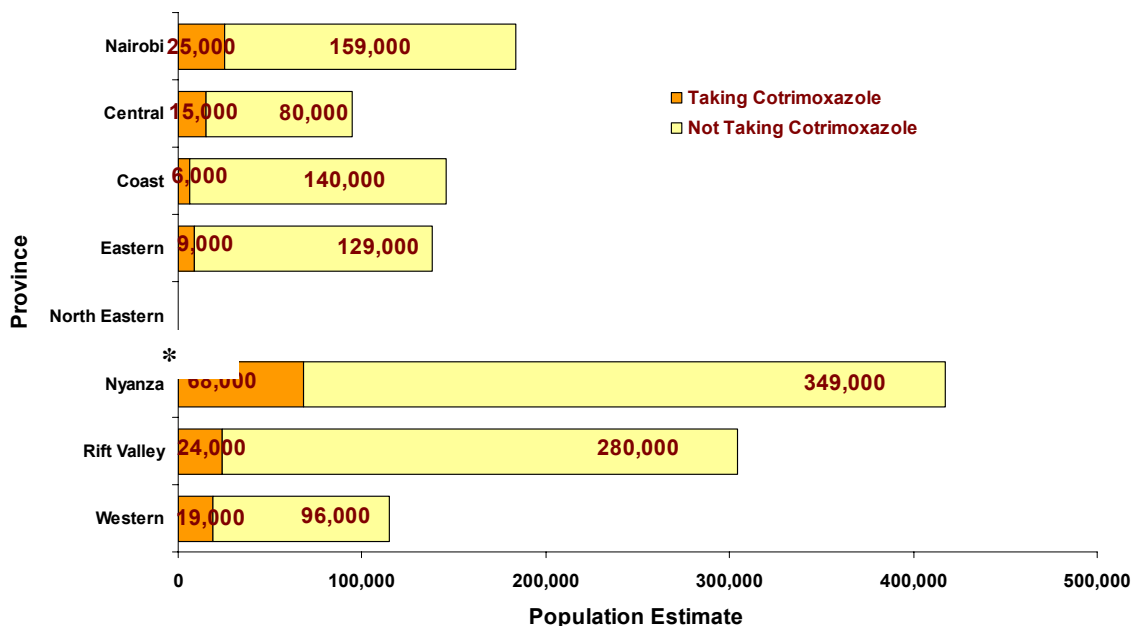 Nairobi
25,000
159,000
Central
15,000
80,000
Taking Cotrimoxazole
Not Taking Cotrimoxazole
Coast
6,000
140,000
Eastern
9,000
129,000
North Eastern
*
Nyanza
68,000
349,000
Rift Valley
24,000
280,000
Western
19,000
96,000
Province
0
100,000
200,000
300,000
400,000
500,000
Population Estimate